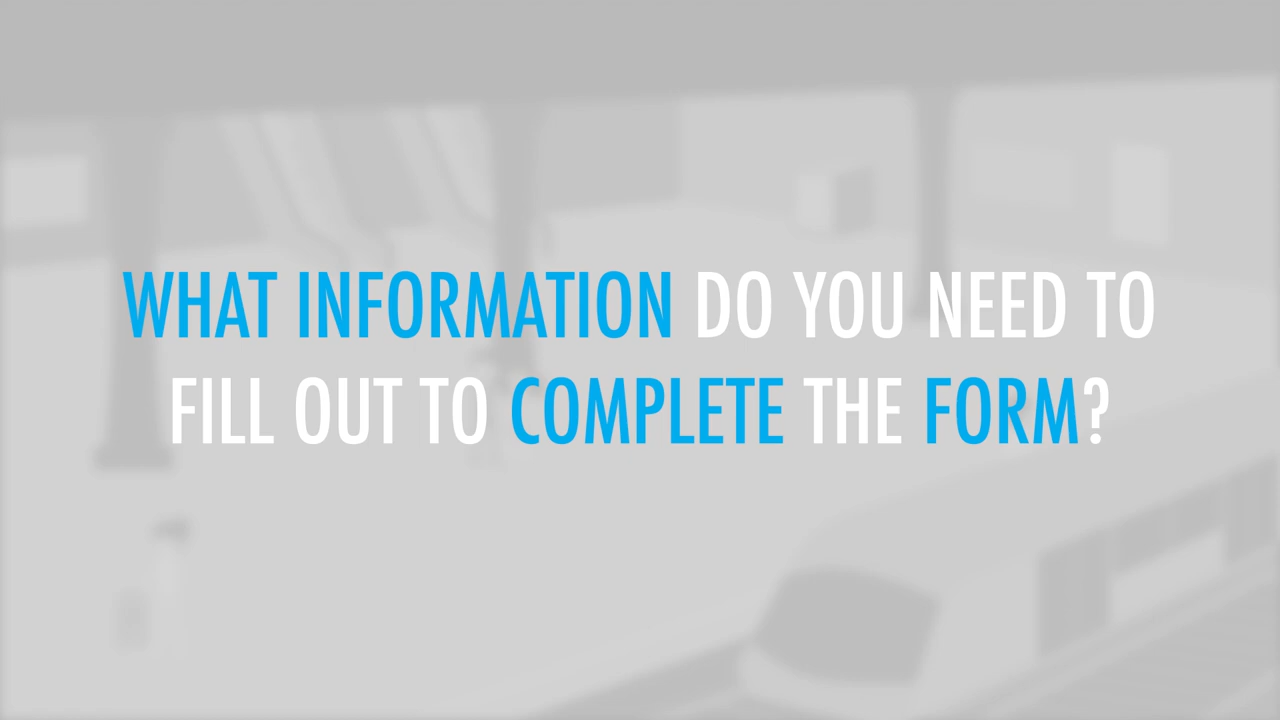 WHAT INFORMATION DO YOU NEED TO
FILL OUT TO COMPLETE THE FORM?